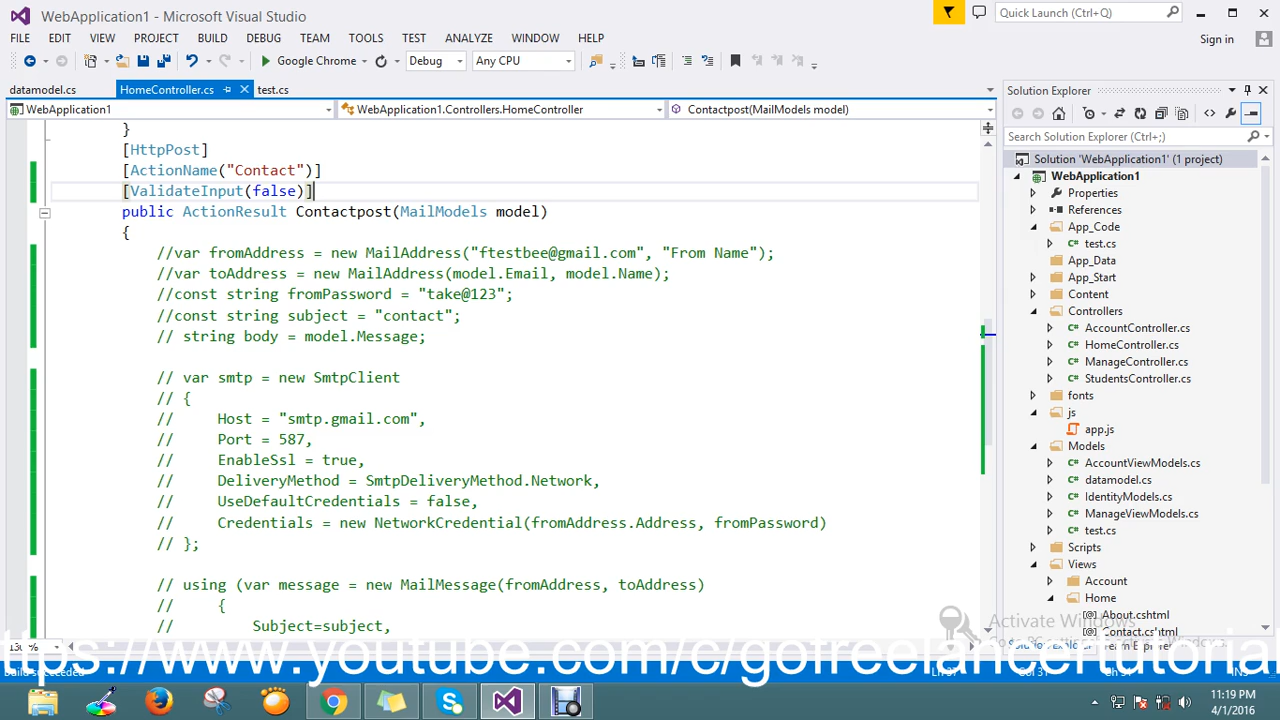 WebApplication1 - Microsoft Visual Studio
Quick Launch (Ctrl+Q)
FILE EDIT VIEW PROJECT BUILD DEBUG TEAM TOOLS TEST ANALYZE WINDOW HELP
Sign in
Google Chrome Debug Any CPU
datamodel.cs HomeController.cs test.cs
WebApplication1 WebApplication1.Controllers.HomeController Contactpost(MailModels model)
}
[HttpPost]
[ActionName("Contact")]
[ValidateInput(false)]
public ActionResult Contactpost(MailModels model)
{
//var fromAddress = new MailAddress("ftestbee@gmail.com", "From Name");
//var toAddress = new MailAddress(model.Email, model.Name);
//const string fromPassword = "take@123";
//const string subject = "contact";
// string body = model.Message;
// var smtp = new SmtpClient
// {
// Host = "smtp.gmail.com",
// Port = 587,
// EnableSsl = true,
// DeliveryMethod = SmtpDeliveryMethod.Network,
// UseDefaultCredentials = false,
// Credentials = new NetworkCredential(fromAddress.Address, fromPassword)
// };
// using (var message = new MailMessage(fromAddress, toAddress)
// {
// Subject=subject,
Solution Explorer
Search Solution Explorer (Ctrl+;)
Solution 'WebApplication1' (1 project)
WebApplication1
Properties
References
App_Code
test.cs
App_Data
App_Start
Content
Controllers
AccountController.cs
HomeController.cs
ManageController.cs
StudentsController.cs
fonts
js
app.js
Models
AccountViewModels.cs
datamodel.cs
IdentityModels.cs
ManageViewModels.cs
test.cs
Scripts
Views
Account
Home
About.cshtml
Contact.cshtml
Activate Windows
ttps://www.youtube.com/c/gofreelancertutorial
11:19 PM
4/1/2016